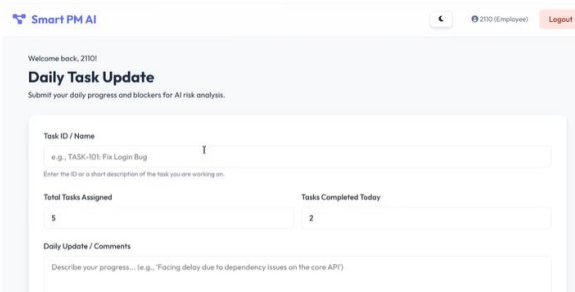 Smart PM AI
2110 (Employee) Logout
Welcome back, 2110!
Daily Task Update
Submit your daily progress and blockers for AI risk analysis.
Task ID / Name
e.g., TASK-101: Fix Login Bug
Enter the ID or a short description of the task you are working on.
Total Tasks Assigned Tasks Completed Today
5 2
Daily Update / Comments
Describe your progress... (e.g., 'Facing delay due to dependency issues on the core API')